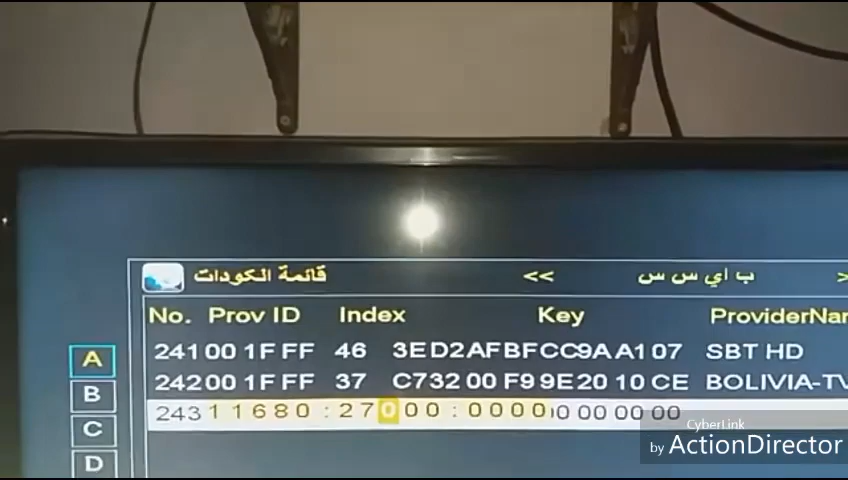 قائمة الكودات << ب اي س س >
No. Prov ID Index Key ProviderNam
A
241 00 1F FF 46 3E D2 AF BF CC 9A A1 07 SBT HD
242 00 1F FF 37 C7 32 00 F9 9E 20 10 CE BOLIVIA-TV
B
243 11680:27000:0000 00 00 00 00
C
D
CyberLink
by ActionDirector